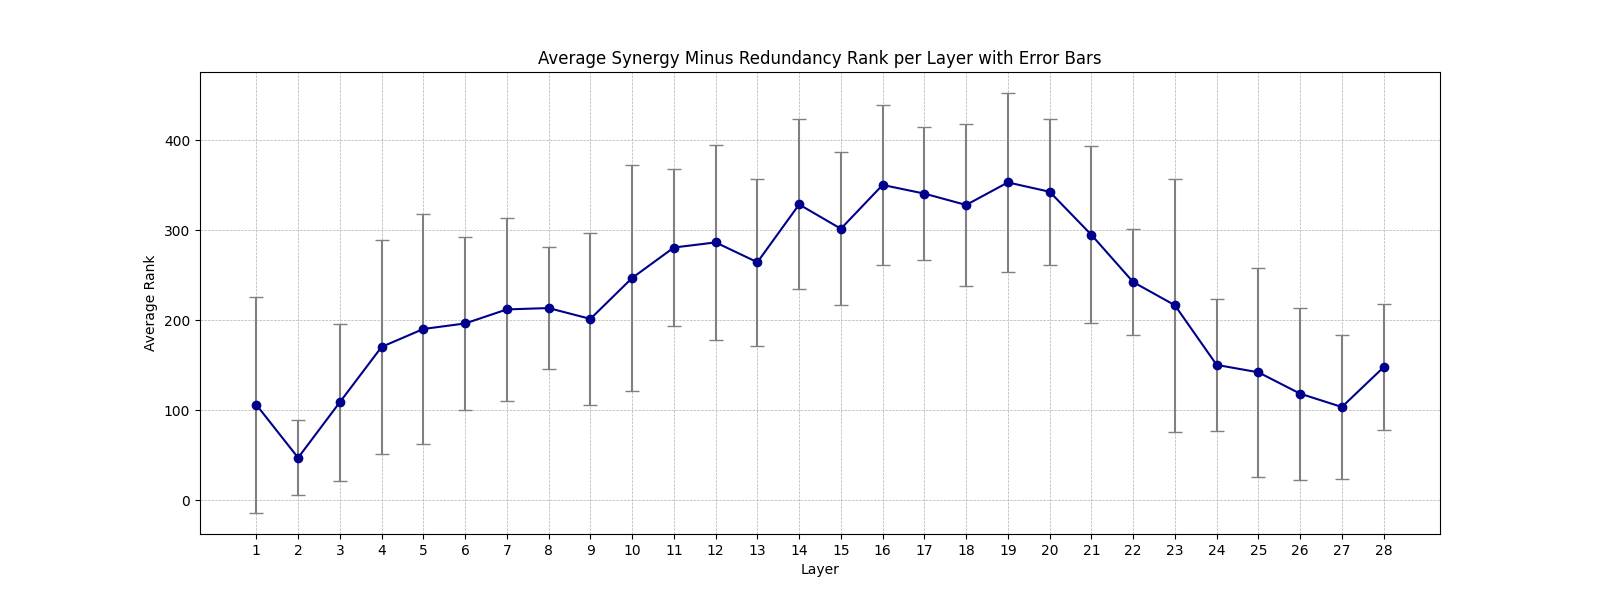 Average Synergy Minus Redundancy Rank per Layer with Error Bars
Average Rank
400
300
200
100
0
1 2 3 4 5 6 7 8 9 10 11 12 13 14 15 16 17 18 19 20 21 22 23 24 25 26 27 28
Layer